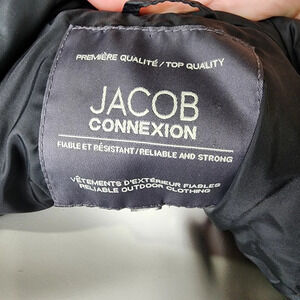 PREMIÈRE QUALITÉ / TOP QUALITY
JACOB
CONNEXION
FIABLE ET RÉSISTANT / RELIABLE AND STRONG
VÊTEMENTS D'EXTÉRIEUR FIABLES
RELIABLE OUTDOOR CLOTHING